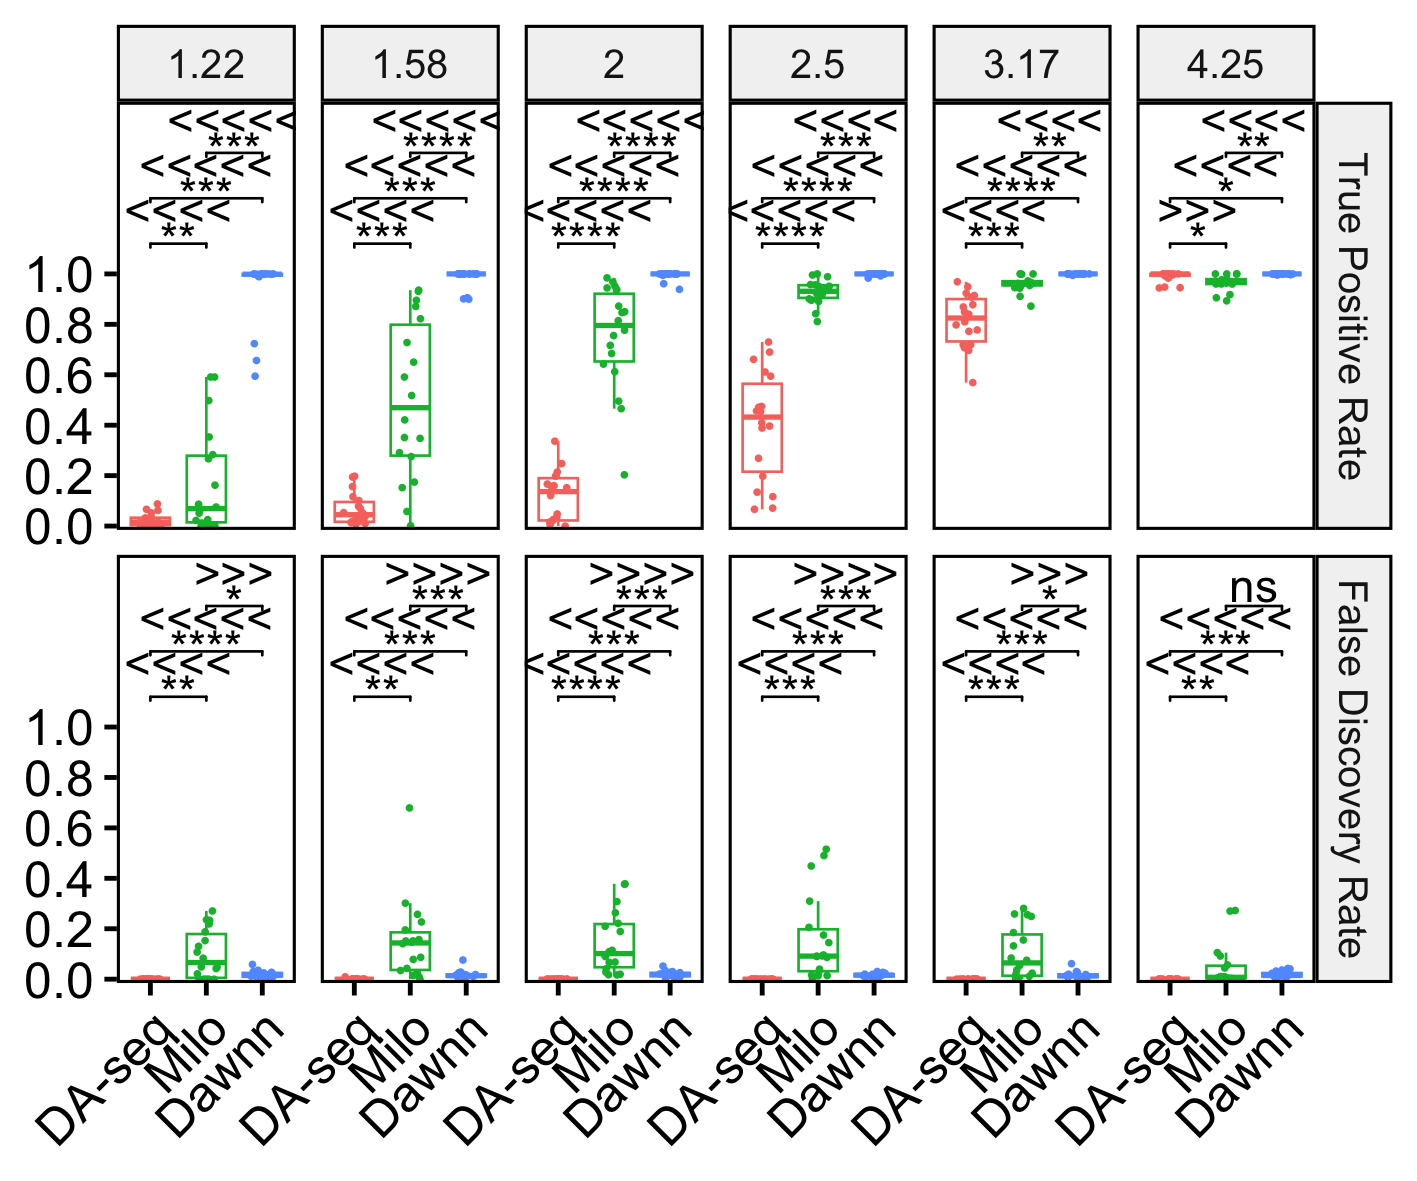 1.22 1.58 2 2.5 3.17 4.25
<<<<< <<<<< <<<<< <<<< <<<< <<<<
*** **** **** *** ** **
<<<<< <<<<< <<<<< <<<<< <<<<< <<<<
*** *** **** **** **** *
<<<< <<<< <<<<< <<<<< <<<< >>>
** *** **** **** *** *
1.0
0.8
0.6
0.4
0.2
0.0
True Positive Rate
>>> >>>> >>>> >>>> >>> ns
* *** *** *** *
<<<<< <<<<< <<<<< <<<<< <<<<< <<<<<
**** *** *** *** *** ***
<<<< <<<< <<<<< <<<< <<<< <<<<
** ** **** *** *** **
1.0
0.8
0.6
0.4
0.2
0.0
False Discovery Rate
DA-seq Milo Dawnn DA-seq Milo Dawnn DA-seq Milo Dawnn DA-seq Milo Dawnn DA-seq Milo Dawnn DA-seq Milo Dawnn